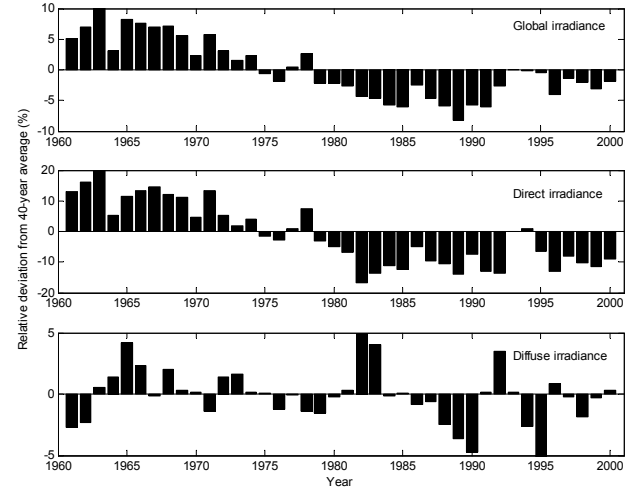 10
5
0
-5
-10
Global irradiance
1960 1965 1970 1975 1980 1985 1990 1995 2000
20
10
0
-10
-20
Direct irradiance
1960 1965 1970 1975 1980 1985 1990 1995 2000
Relative deviation from 40-year average (%)
5
0
-5
Diffuse irradiance
1960 1965 1970 1975 1980 1985 1990 1995 2000
Year